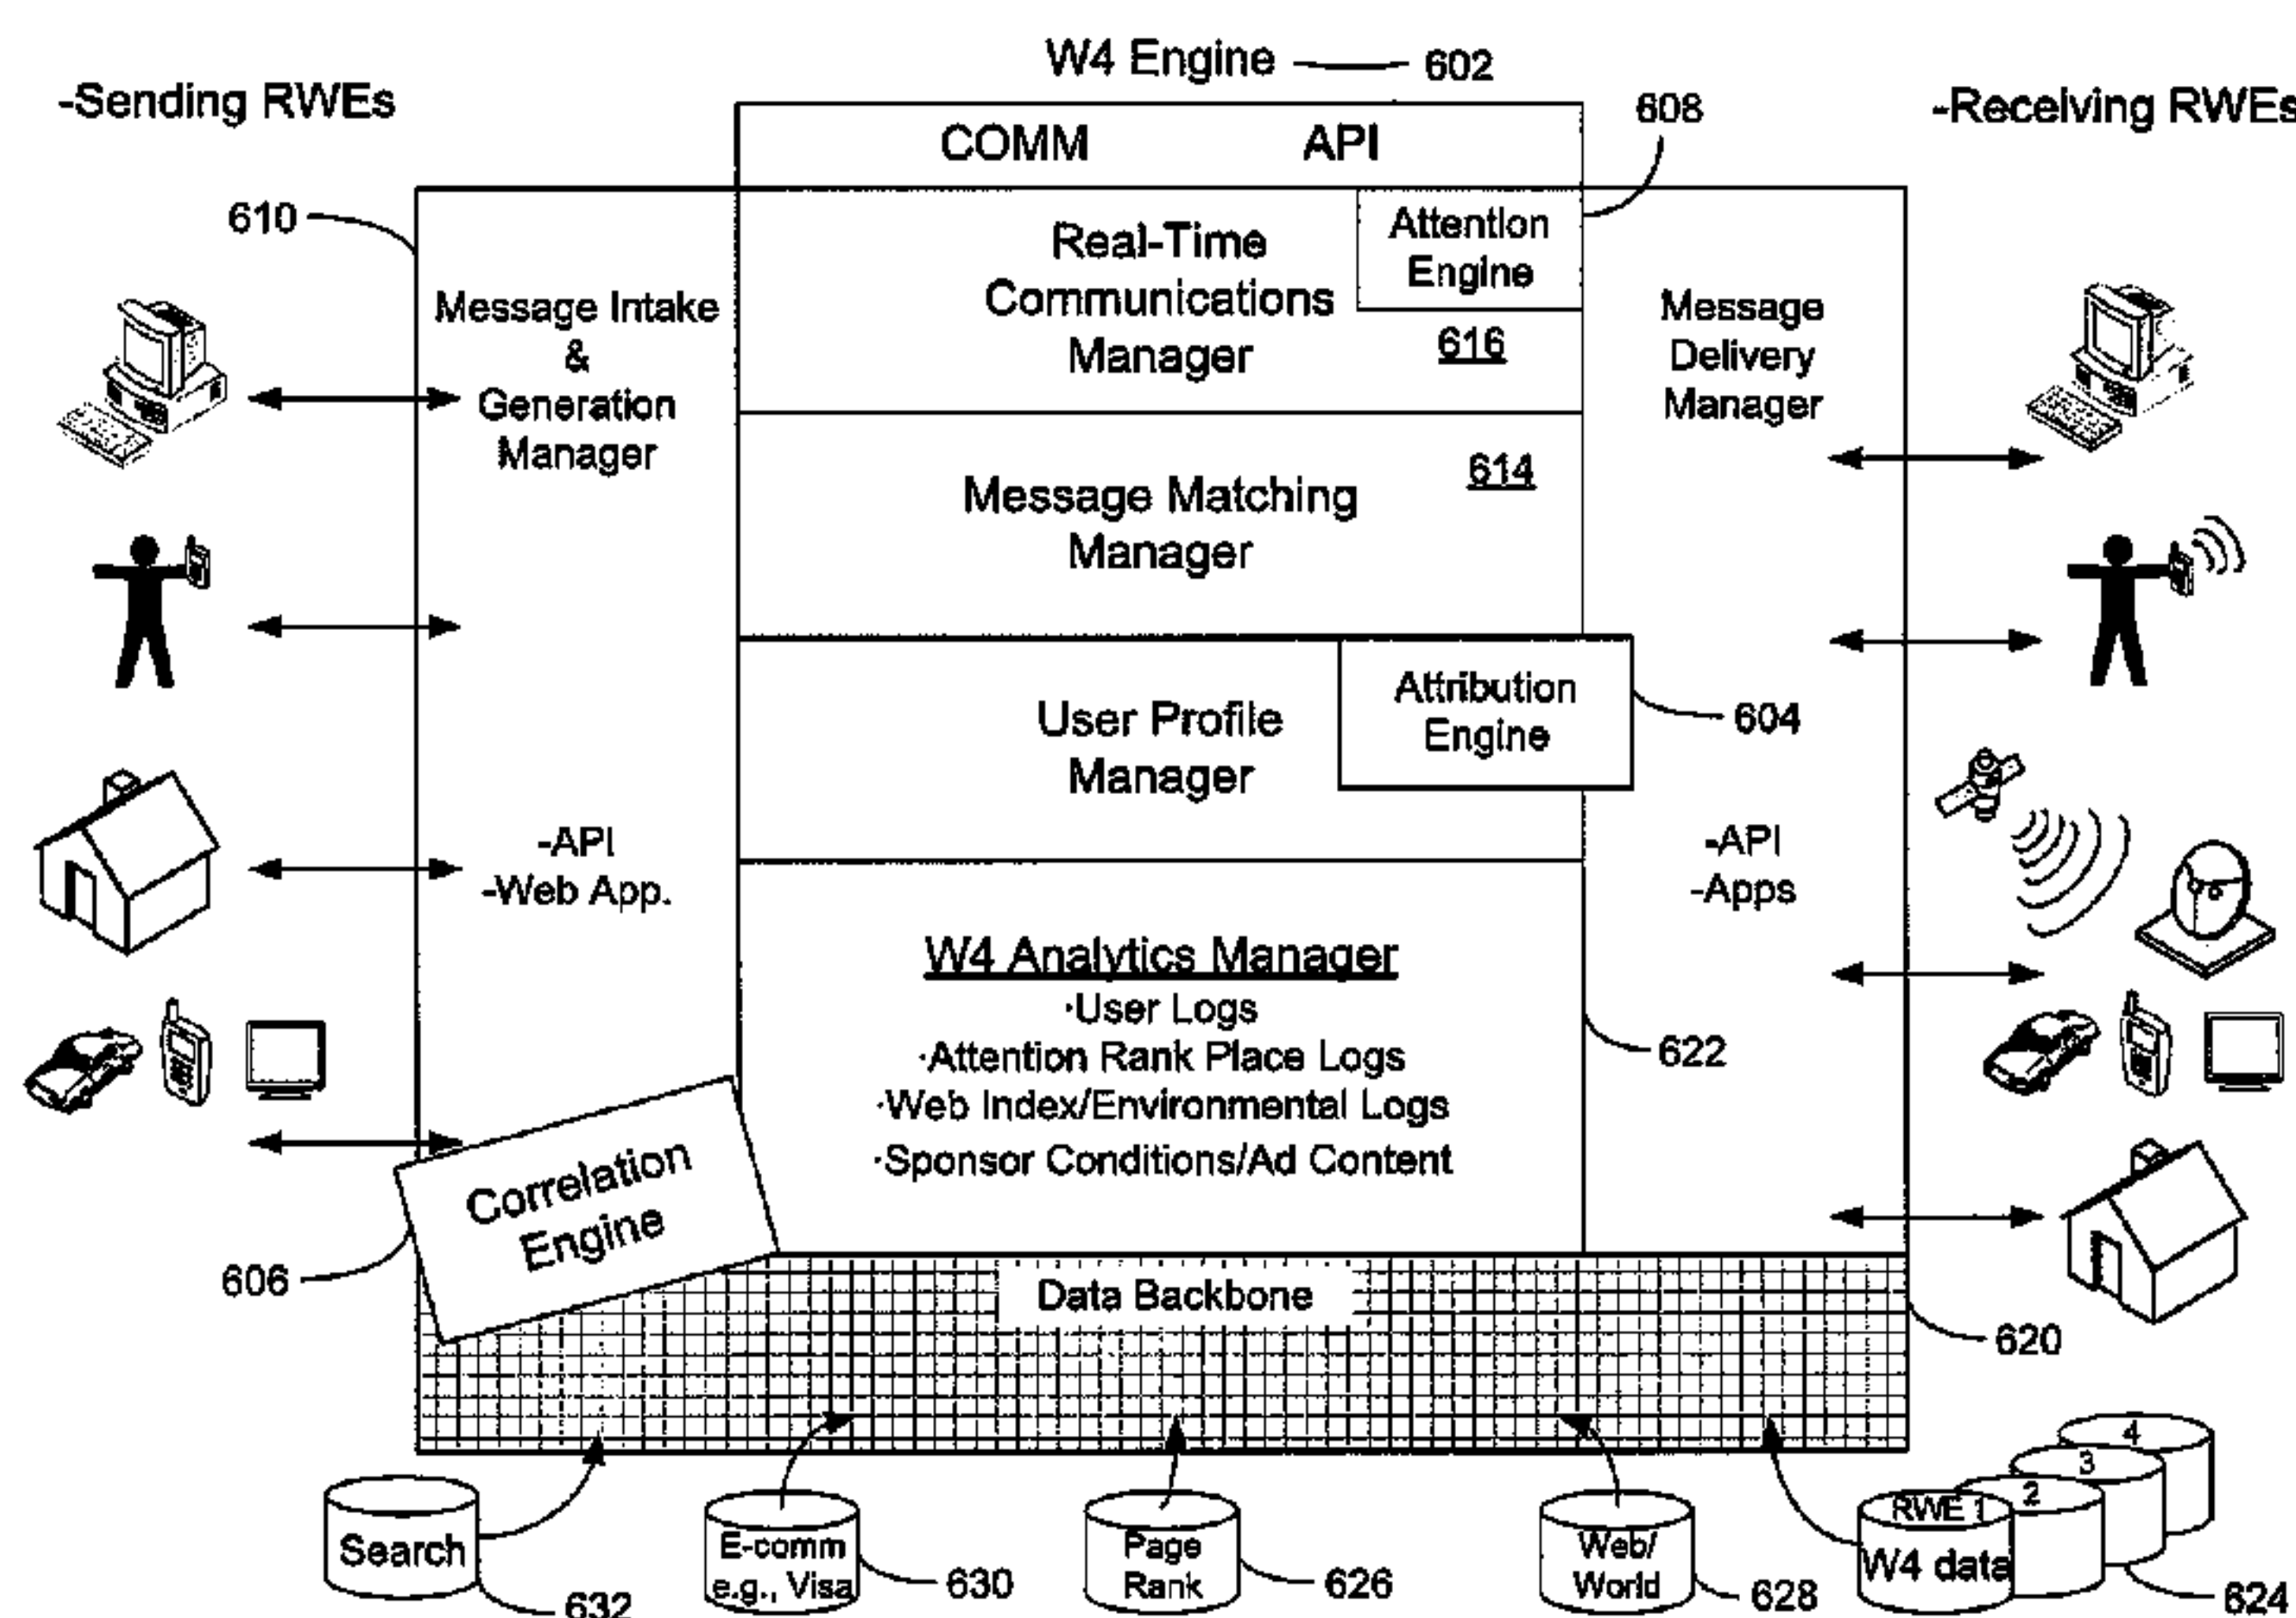 W4 Engine 602
-Sending RWEs
-Receiving RWEs
608
COMM API
610
Attention
Engine
Real-Time
Communications
Manager
616
Message Intake
&
Generation
Manager
Message
Delivery
Manager
614
Message Matching
Manager
Attribution
Engine
604
User Profile
Manager
-API
-Web App.
-API
-Apps
W4 Analytics Manager
·User Logs
·Attention Rank Place Logs
·Web Index/Environmental Logs
·Sponsor Conditions/Ad Content
622
Correlation
Engine
606
Data Backbone
620
Search
632
E-comm
e.g., Visa
630
Page
Rank
626
Web/
World
628
4
3
2
RWE 1
W4 data
624